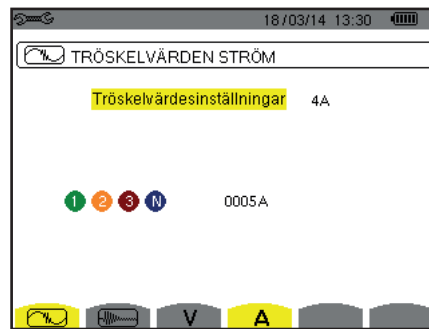 18/03/14 13:30
TRÖSKELVÄRDEN STRÖM
Tröskelvärdesinställningar 4A
1 2 3 N 0005A
V A